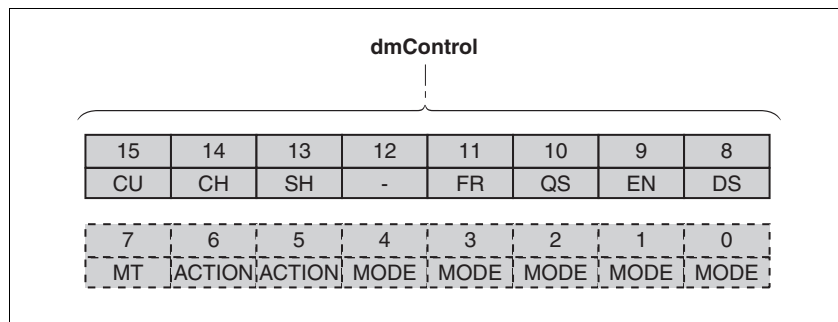 dmControl
15 14 13 12 11 10 9 8
CU CH SH - FR QS EN DS
7 6 5 4 3 2 1 0
MT ACTION ACTION MODE MODE MODE MODE MODE